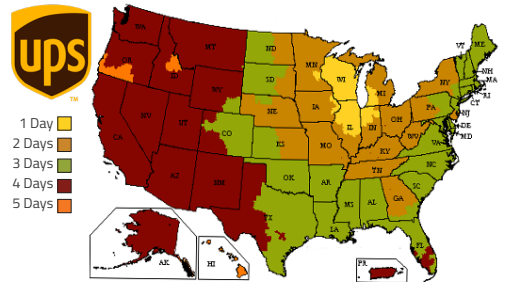 ups
TM
1 Day
2 Days
3 Days
4 Days
5 Days
WA
OR
ID
MT
WY
NV
CA
UT
CO
AZ
NM
ND
SD
NE
KS
OK
TX
MN
IA
MO
AR
LA
WI
IL
MI
IN
OH
KY
TN
MS
AL
GA
FL
SC
NC
VA
WV
PA
NY
VT
ME
NH
MA
RI
CT
NJ
DE
MD
AK
HI
PR